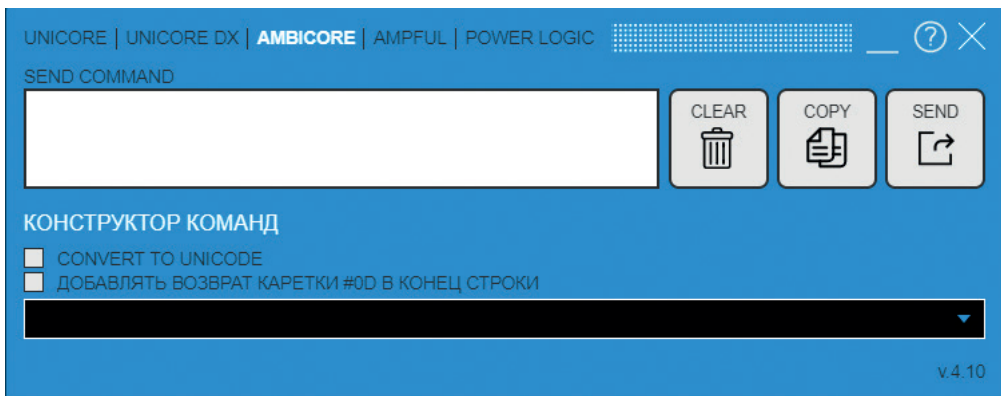 UNICORE | UNICORE DX | AMBICORE | AMPFUL | POWER LOGIC
SEND COMMAND
CLEAR COPY SEND
КОНСТРУКТОР КОМАНД
CONVERT TO UNICODE
ДОБАВЛЯТЬ ВОЗВРАТ КАРЕТКИ #0D В КОНЕЦ СТРОКИ
v.4.10